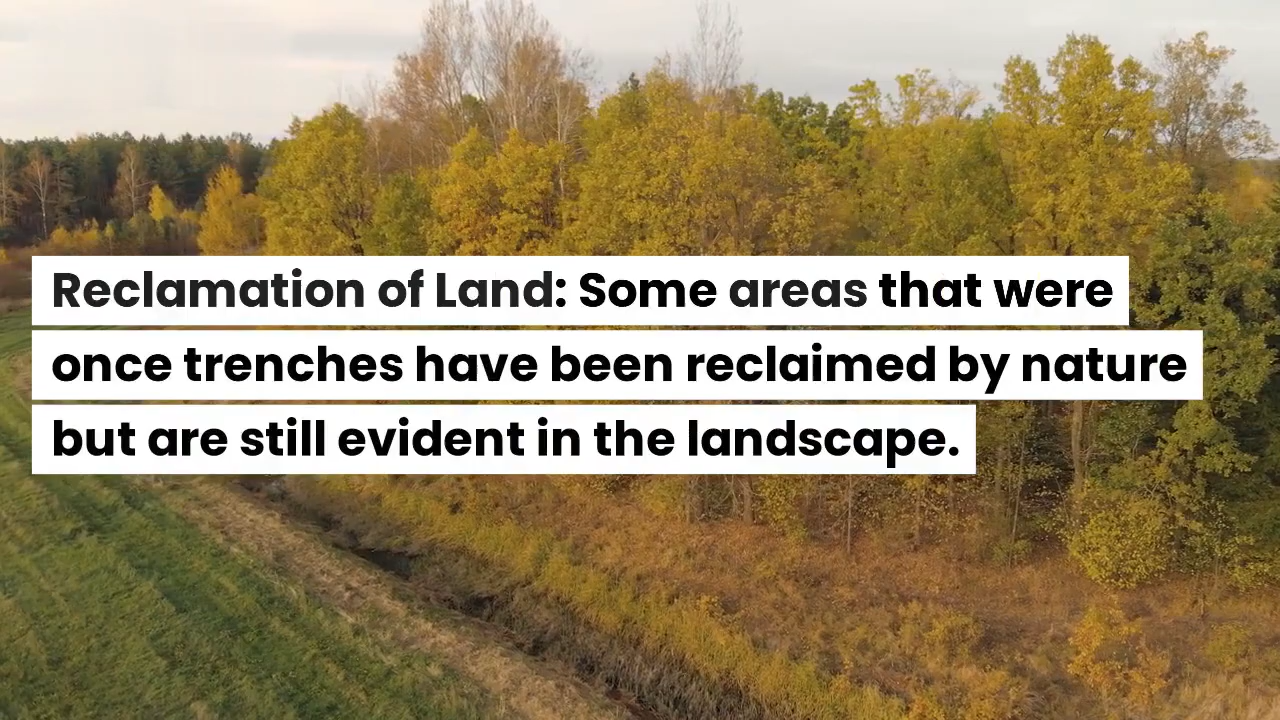 Reclamation of Land: Some areas that were
once trenches have been reclaimed by nature
but are still evident in the landscape.